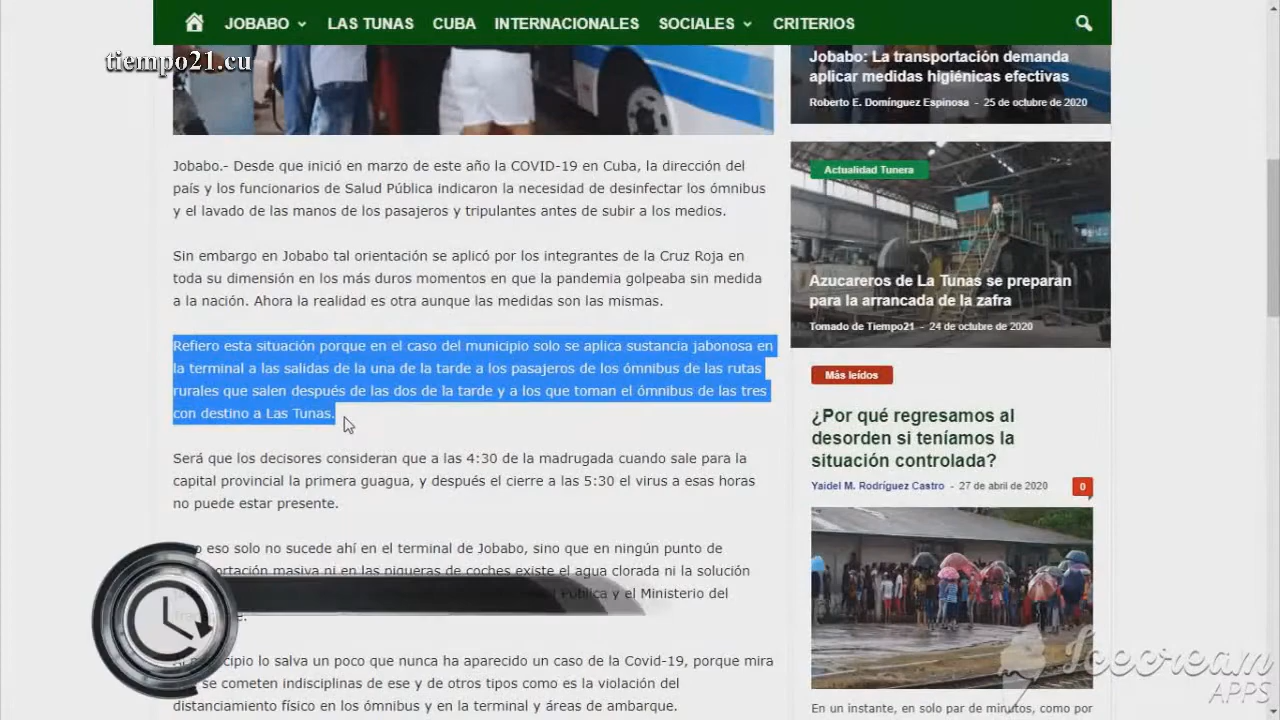 JOBABO LAS TUNAS CUBA INTERNACIONALES SOCIALES CRITERIOS
tiempo21.cu
Jobabo: La transportación demanda
aplicar medidas higiénicas efectivas
Roberto E. Domínguez Espinosa - 25 de octubre de 2020
Jobabo.- Desde que inició en marzo de este año la COVID-19 en Cuba, la dirección del
país y los funcionarios de Salud Pública indicaron la necesidad de desinfectar los ómnibus
y el lavado de las manos de los pasajeros y tripulantes antes de subir a los medios.
Sin embargo en Jobabo tal orientación se aplicó por los integrantes de la Cruz Roja en
toda su dimensión en los más duros momentos en que la pandemia golpeaba sin medida
a la nación. Ahora la realidad es otra aunque las medidas son las mismas.
Refiero esta situación porque en el caso del municipio solo se aplica sustancia jabonosa en
la terminal a las salidas de la una de la tarde a los pasajeros de los ómnibus de las rutas
rurales que salen después de las dos de la tarde y a los que toman el ómnibus de las tres
con destino a Las Tunas.
Será que los decisores consideran que a las 4:30 de la madrugada cuando sale para la
capital provincial la primera guagua, y después el cierre a las 5:30 el virus a esas horas
no puede estar presente.
eso solo no sucede ahí en el terminal de Jobabo, sino que en ningún punto de
masiva ni en las piqueras de coches existe el agua clorada ni la solución
Pública y el Ministerio del
lo salva un poco que nunca ha aparecido un caso de la Covid-19, porque mira
se cometen indisciplinas de ese y de otros tipos como es la violación del
distanciamiento físico en los ómnibus y en la terminal y áreas de ambarque.
Actualidad Tunera
Azucareros de La Tunas se preparan
para la arrancada de la zafra
Tomado de Tiempo21 - 24 de octubre de 2020
Más leídos
¿Por qué regresamos al
desorden si teníamos la
situación controlada?
Yaidel M. Rodríguez Castro - 27 de abril de 2020
0
Icecream
APPS
En un instante, en solo par de minutos, como por